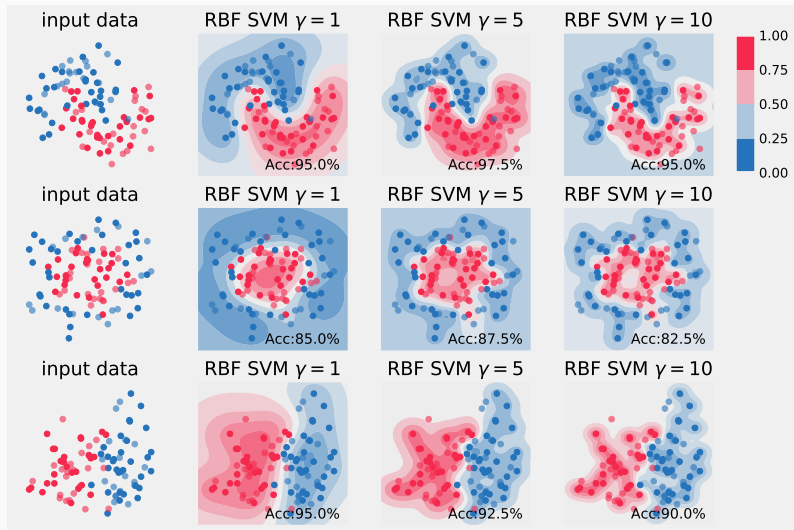 input data RBF SVM γ = 1 RBF SVM γ = 5 RBF SVM γ = 10
1.00
0.75
0.50
0.25
0.00
Acc:95.0% Acc:97.5% Acc:95.0%
input data RBF SVM γ = 1 RBF SVM γ = 5 RBF SVM γ = 10
Acc:85.0% Acc:87.5% Acc:82.5%
input data RBF SVM γ = 1 RBF SVM γ = 5 RBF SVM γ = 10
Acc:95.0% Acc:92.5% Acc:90.0%